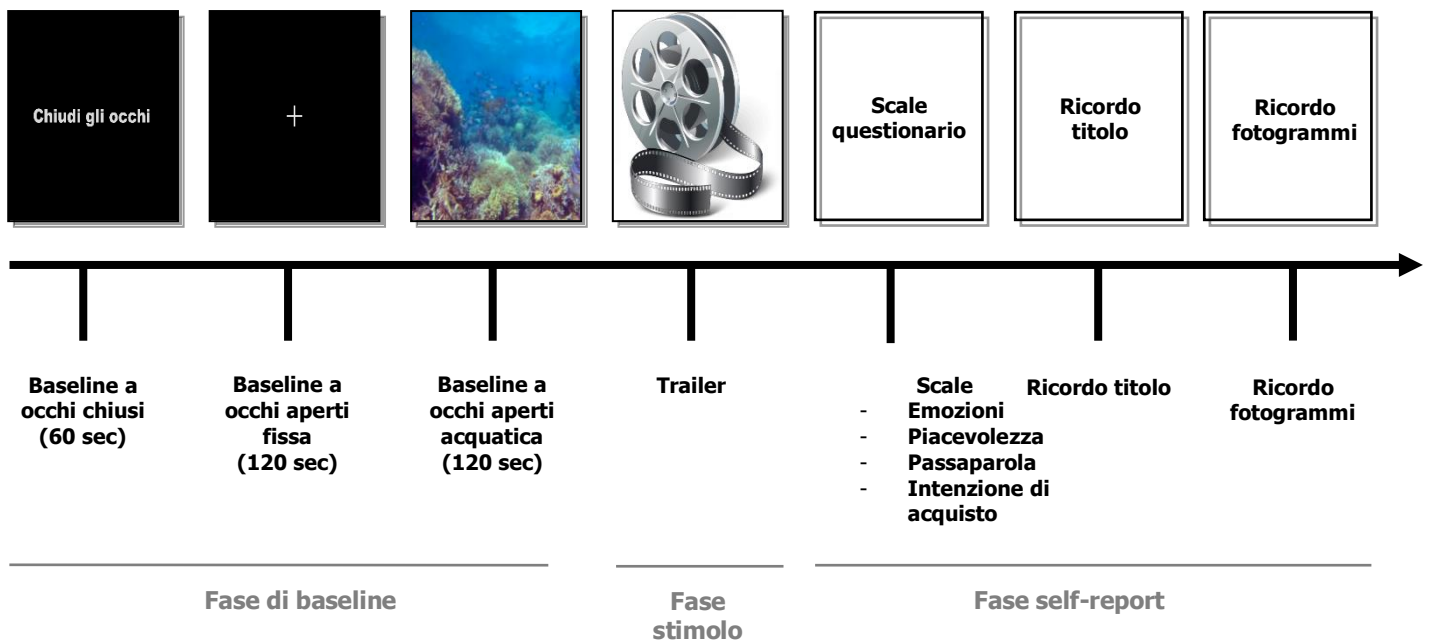 Chiudi gli occhi
+
Scale
questionario
Ricordo
titolo
Ricordo
fotogrammi
Baseline a
occhi chiusi
(60 sec)
Baseline a
occhi aperti
fissa
(120 sec)
Baseline a
occhi aperti
acquatica
(120 sec)
Trailer
Scale
- Emozioni
- Piacevolezza
- Passaparola
- Intenzione di
acquisto
Ricordo titolo
Ricordo
fotogrammi
Fase di baseline
Fase
stimolo
Fase self-report